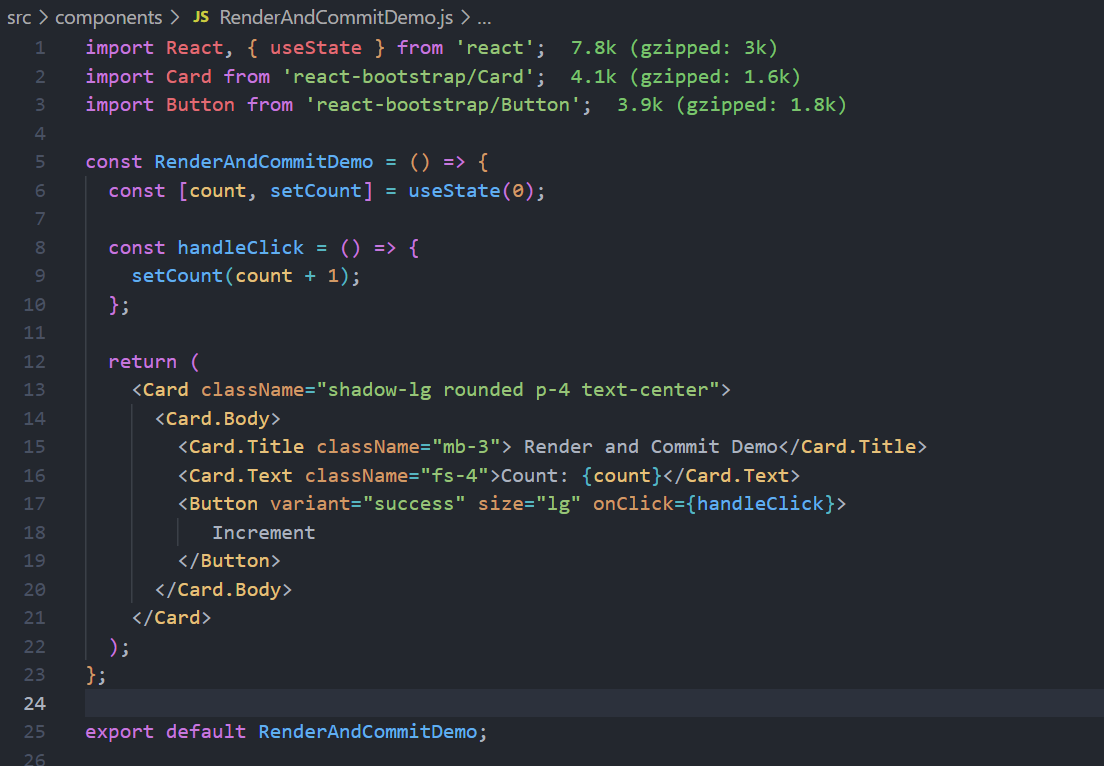 src > components > JS RenderAndCommitDemo.js > ...
1 import React, { useState } from 'react'; 7.8k (gzipped: 3k)
2 import Card from 'react-bootstrap/Card'; 4.1k (gzipped: 1.6k)
3 import Button from 'react-bootstrap/Button'; 3.9k (gzipped: 1.8k)
4
5 const RenderAndCommitDemo = () => {
6   const [count, setCount] = useState(0);
7
8   const handleClick = () => {
9     setCount(count + 1);
10   };
11
12   return (
13     <Card className="shadow-lg rounded p-4 text-center">
14       <Card.Body>
15         <Card.Title className="mb-3"> Render and Commit Demo</Card.Title>
16         <Card.Text className="fs-4">Count: {count}</Card.Text>
17         <Button variant="success" size="lg" onClick={handleClick}>
18            Increment
19         </Button>
20       </Card.Body>
21     </Card>
22   );
23 };
24
25 export default RenderAndCommitDemo;
26